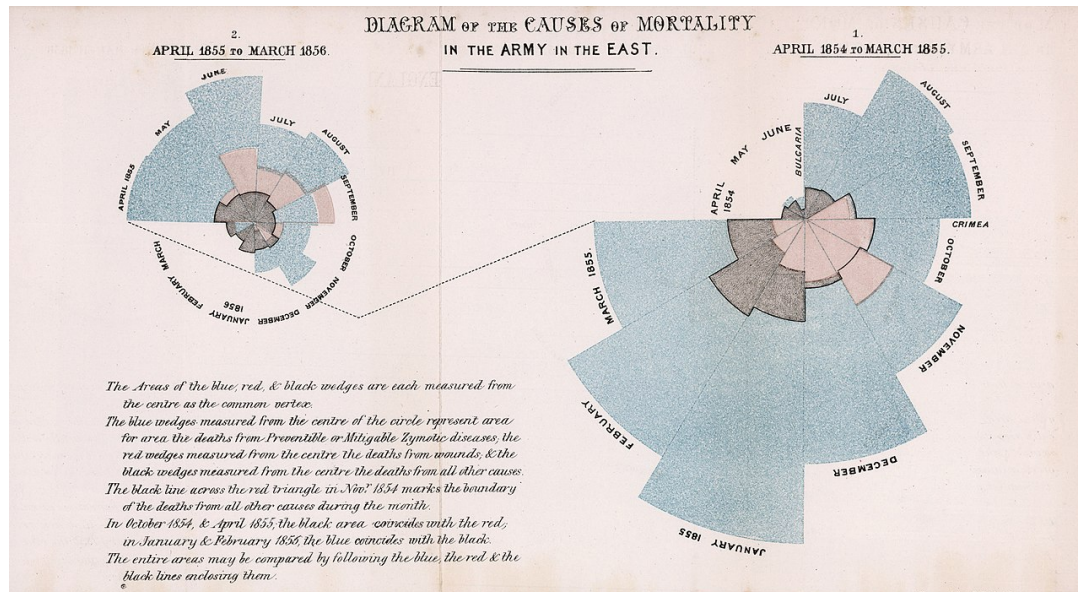 DIAGRAM OF THE CAUSES OF MORTALITY
IN THE ARMY IN THE EAST.
2.
APRIL 1855 TO MARCH 1856.
1.
APRIL 1854 TO MARCH 1855.
APRIL 1855
MAY
JUNE
JULY
AUGUST
SEPTEMBER
OCTOBER
NOVEMBER
DECEMBER
JANUARY 1856
FEBRUARY
MARCH
APRIL 1854
MAY
JUNE
BULGARIA
JULY
AUGUST
SEPTEMBER
CRIMEA
OCTOBER
NOVEMBER
DECEMBER
JANUARY 1855
FEBRUARY
MARCH 1855.
The Areas of the blue, red, & black wedges are each measured from
the centre as the common vertex.
The blue wedges measured from the centre of the circle represent area
for area the deaths from Preventible or Mitigable Zymotic diseases, the
red wedges measured from the centre the deaths from wounds, & the
black wedges measured from the centre the deaths from all other causes.
The black line across the red triangle in Novr. 1854 marks the boundary
of the deaths from all other causes during the month.
In October 1854, & April 1855, the black area coincides with the red,
in January & February 1856, the blue coincides with the black.
The entire areas may be compared by following the blue, the red & the
black lines enclosing them.